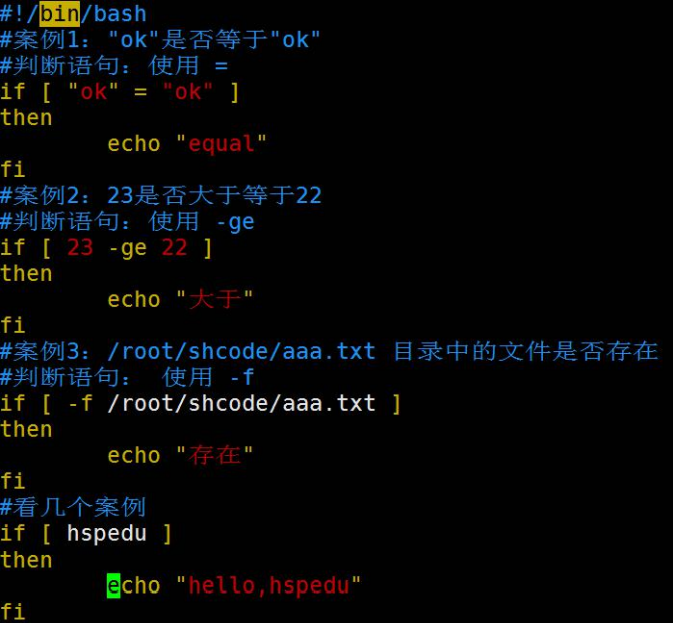 #!/bin/bash
#案例1："ok"是否等于"ok"
#判断语句：使用 =
if [ "ok" = "ok" ]
then
        echo "equal"
fi
#案例2：23是否大于等于22
#判断语句：使用 -ge
if [ 23 -ge 22 ]
then
        echo "大于"
fi
#案例3：/root/shcode/aaa.txt 目录中的文件是否存在
#判断语句： 使用 -f
if [ -f /root/shcode/aaa.txt ]
then
        echo "存在"
fi
#看几个案例
if [ hspedu ]
then
        echo "hello,hspedu"
fi